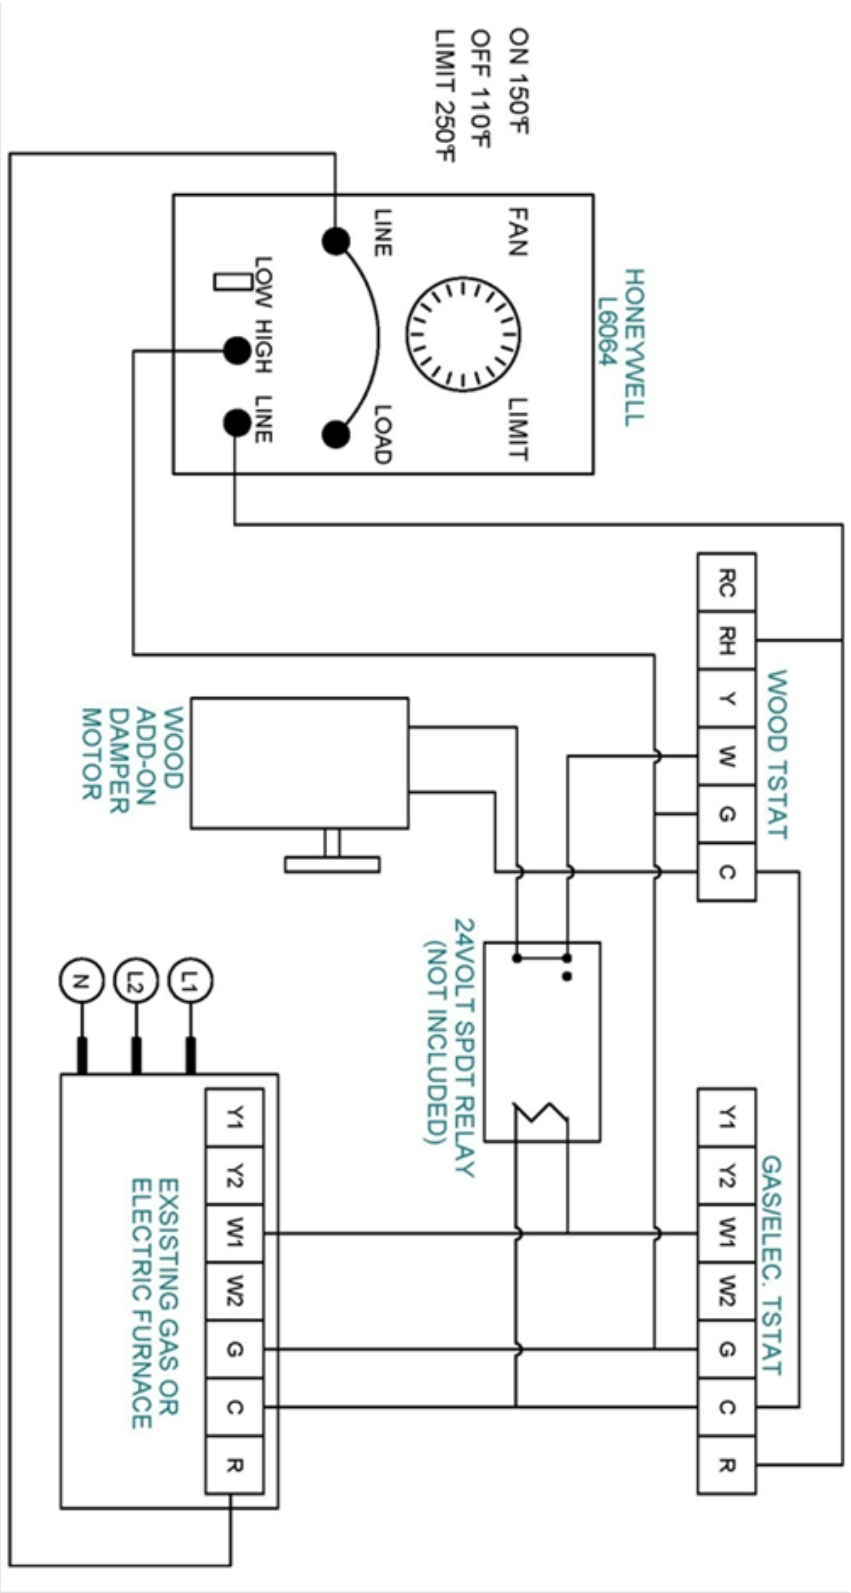 ON 150°F
OFF 110°F
LIMIT 250°F
HONEYWELL
L6064
FAN
LIMIT
LINE
LOAD
LOW HIGH LINE
WOOD TSTAT
RC RH Y W G C
GAS/ELEC. TSTAT
Y1 Y2 W1 W2 G C R
WOOD
ADD-ON
DAMPER
MOTOR
24VOLT SPDT RELAY
(NOT INCLUDED)
L1
L2
N
Y1 Y2 W1 W2 G C R
EXSISTING GAS OR
ELECTRIC FURNACE